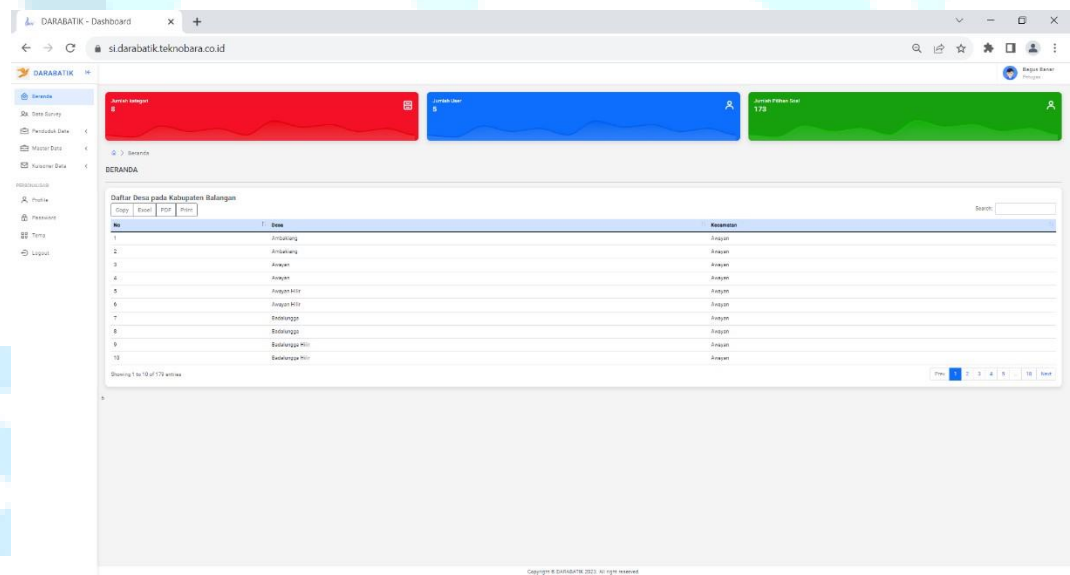 DARABATIK - Dashboard
si.darabatik.teknobara.co.id
DARABATIK
Bagus Banar
Petugas
Beranda
Data Survey
Penduduk Data
Master Data
Kuisioner Data
Profile
Password
Temp
Logout
Jumlah kategori
8
Jumlah User
5
Jumlah Pilihan Soal
173
Beranda
BERANDA
Daftar Desa pada Kabupaten Balangan
Copy Excel PDF Print
Search:
No Desa Kecamatan
1 Ambakiang Awayan
2 Ambakiang Awayan
3 Awayan Awayan
4 Awayan Awayan
5 Awayan Hilir Awayan
6 Awayan Hilir Awayan
7 Badalungga Awayan
8 Badalungga Awayan
9 Badalungga Hilir Awayan
10 Badalungga Hilir Awayan
Showing 1 to 10 of 176 entries
Prev 1 2 3 4 5 … 18 Next
Copyright © DARABATIK 2023. All right reserved